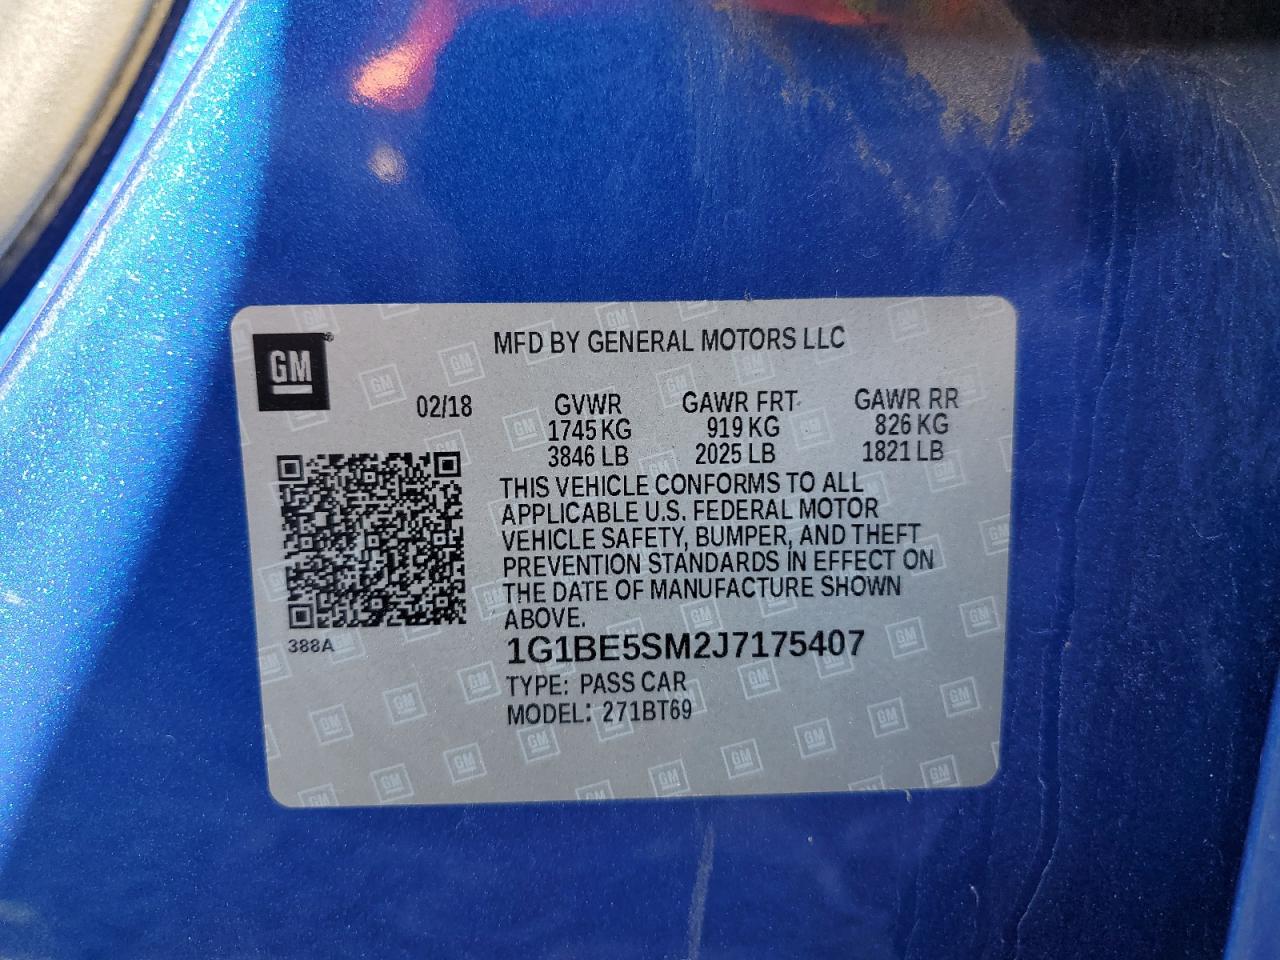 MFD BY GENERAL MOTORS LLC
GM
02/18
GVWR GAWR FRT GAWR RR
1745 KG 919 KG 826 KG
3846 LB 2025 LB 1821 LB
THIS VEHICLE CONFORMS TO ALL
APPLICABLE U.S. FEDERAL MOTOR
VEHICLE SAFETY, BUMPER, AND THEFT
PREVENTION STANDARDS IN EFFECT ON
THE DATE OF MANUFACTURE SHOWN
ABOVE.
388A
1G1BE5SM2J7175407
TYPE: PASS CAR
MODEL: 271BT69